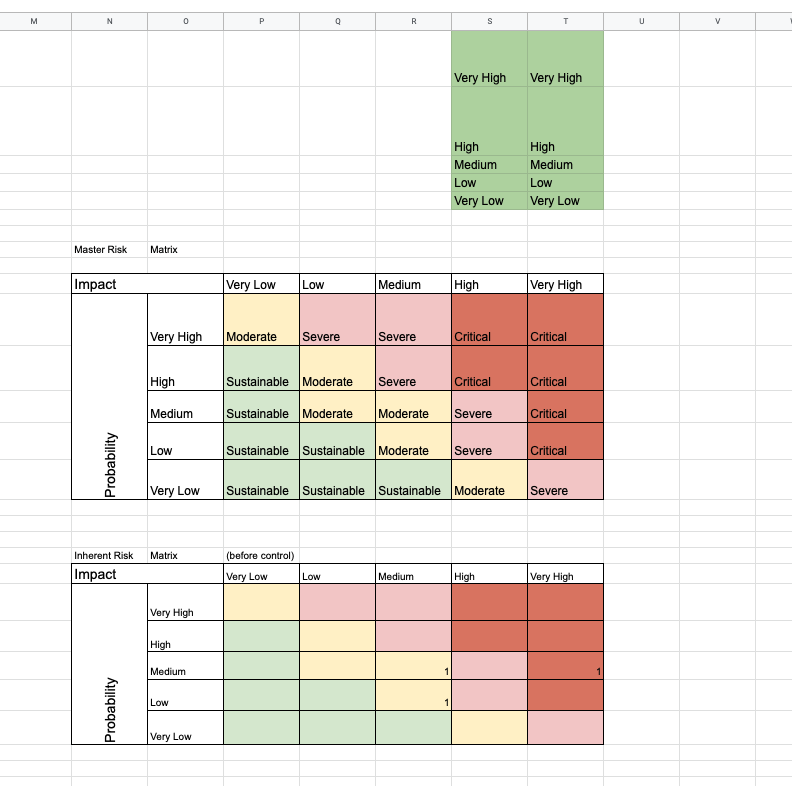 M N O P Q R S T U V
Very High Very High
High High
Medium Medium
Low Low
Very Low Very Low
Master Risk Matrix
Impact Very Low Low Medium High Very High
Probability
Very High Moderate Severe Severe Critical Critical
High Sustainable Moderate Severe Critical Critical
Medium Sustainable Moderate Moderate Severe Critical
Low Sustainable Sustainable Moderate Severe Critical
Very Low Sustainable Sustainable Sustainable Moderate Severe
Inherent Risk Matrix (before control)
Impact Very Low Low Medium High Very High
Probability
Very High
High
Medium 1 1
Low 1
Very Low